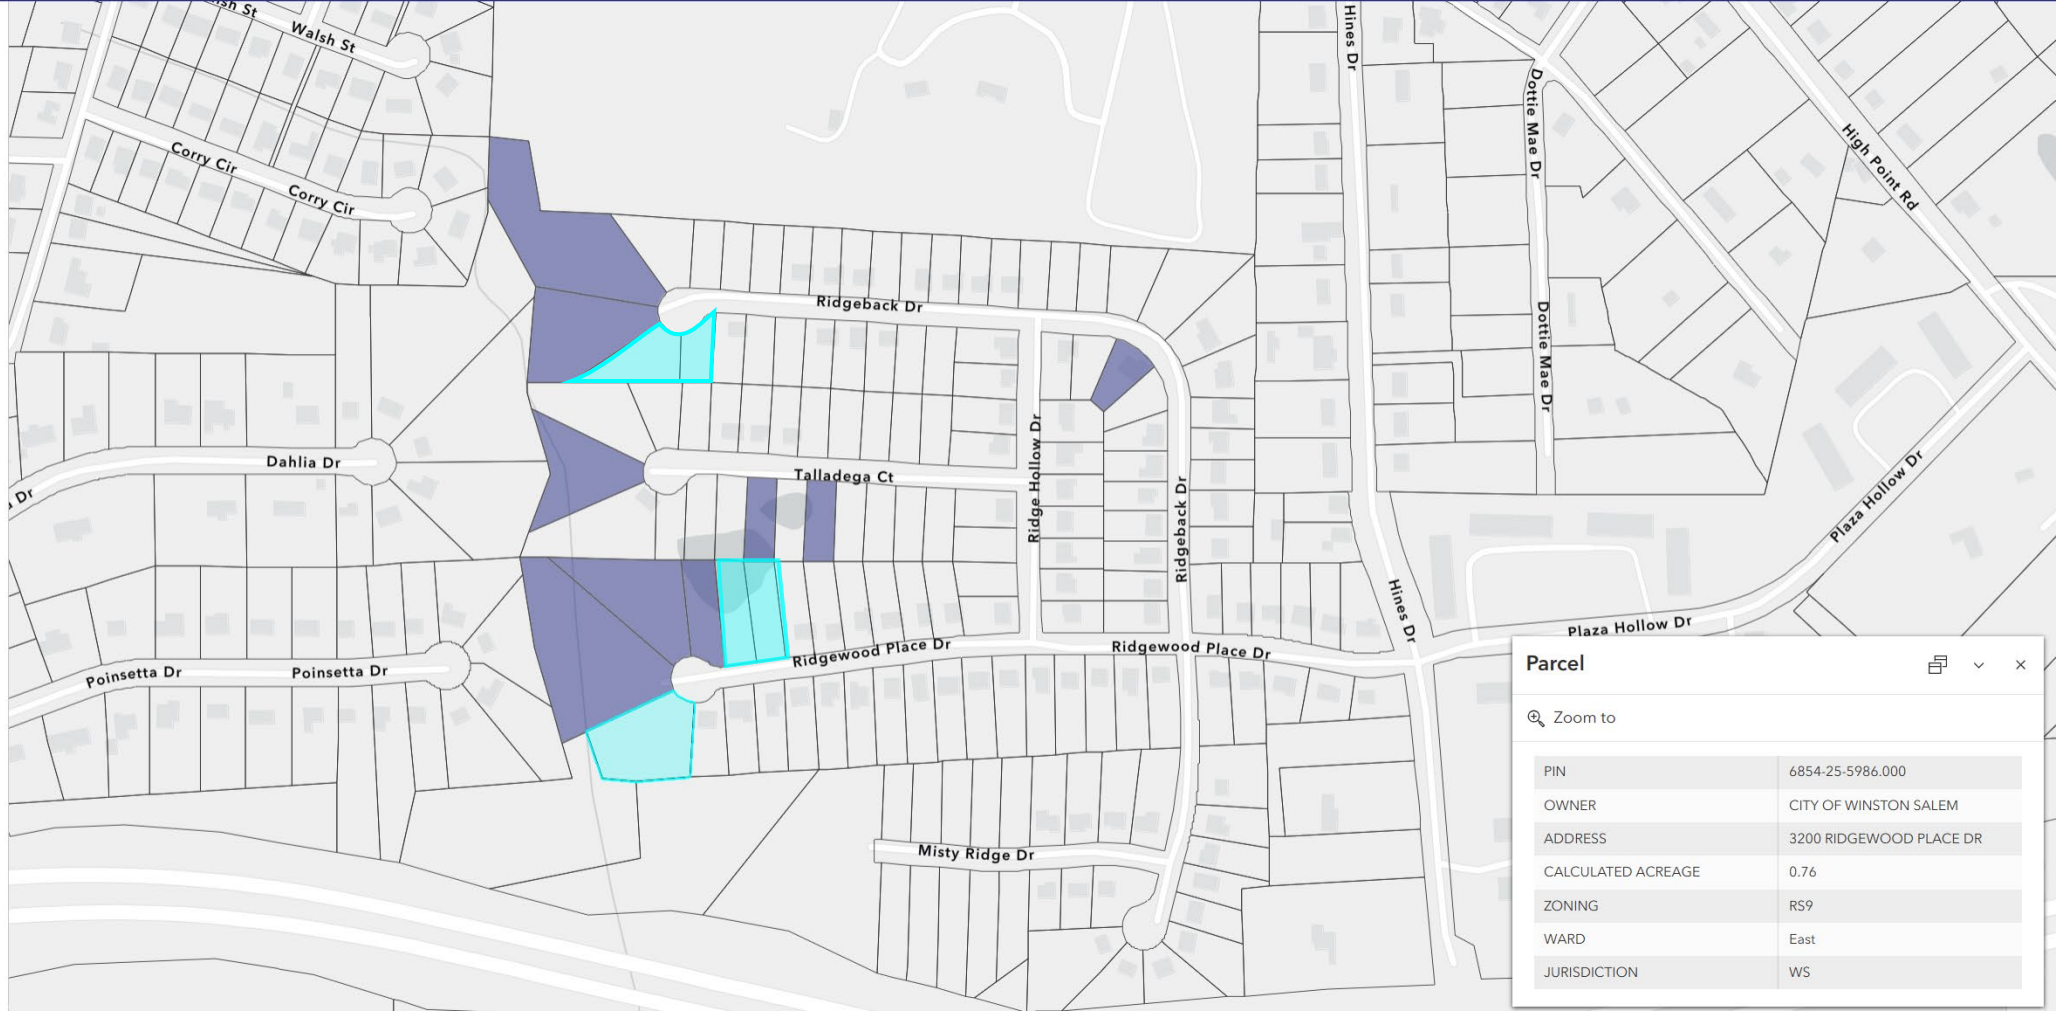 sh St
Walsh St
Hines Dr
Dottie Mae Dr
High Point Rd
Corry Cir
Corry Cir
Ridgeback Dr
Dottie Mae Dr
Ridge Hollow Dr
Dahlia Dr
Talladega Ct
Dr
Ridgeback Dr
Plaza Hollow Dr
Hines Dr
Plaza Hollow Dr
Ridgewood Place Dr
Ridgewood Place Dr
Poinsetta Dr
Poinsetta Dr
Misty Ridge Dr
Parcel
Zoom to
PIN 6854-25-5986.000
OWNER CITY OF WINSTON SALEM
ADDRESS 3200 RIDGEWOOD PLACE DR
CALCULATED ACREAGE 0.76
ZONING RS9
WARD East
JURISDICTION WS